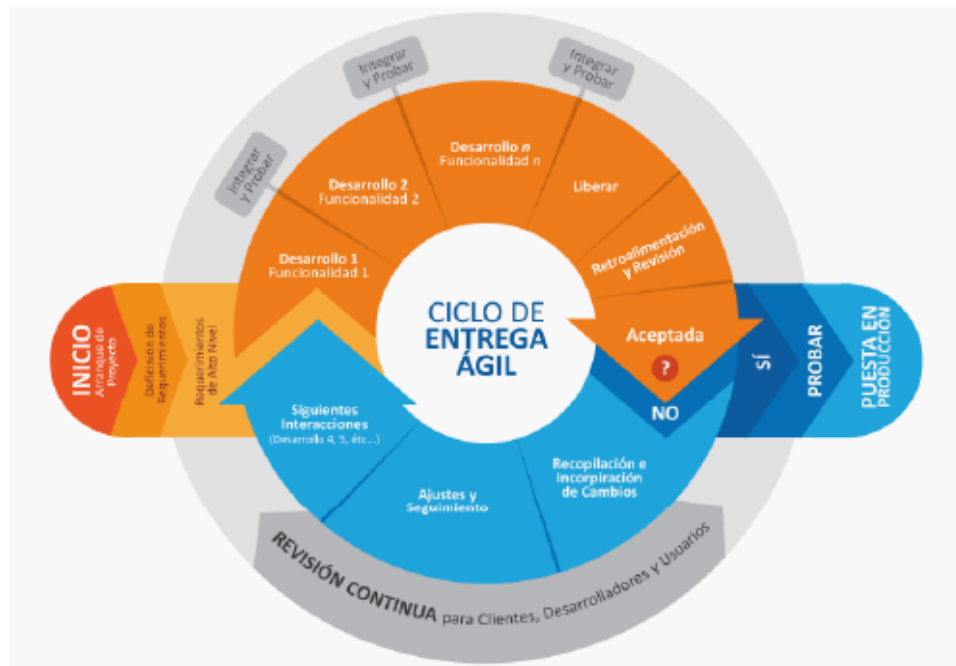 INICIO
Arranque de
Proyecto
Definición de
Requerimientos
Requerimientos
de Alto Nivel
Desarrollo 1
Funcionalidad 1
Integrar
y Probar
Desarrollo 2
Funcionalidad 2
Integrar
y Probar
Desarrollo n
Funcionalidad n
Integrar
y Probar
Liberar
Retroalimentación
y Revisión
Aceptada
?
NO
SÍ
PROBAR
PUESTA EN
PRODUCCIÓN
CICLO DE
ENTREGA
ÁGIL
Recopilación e
Incorpiración
de Cambios
Ajustes y
Seguimiento
Siguientes
Interacciones
(Desarrollo 4, 5, étc...)
REVISIÓN CONTINUA para Clientes, Desarrolladores y Usuarios